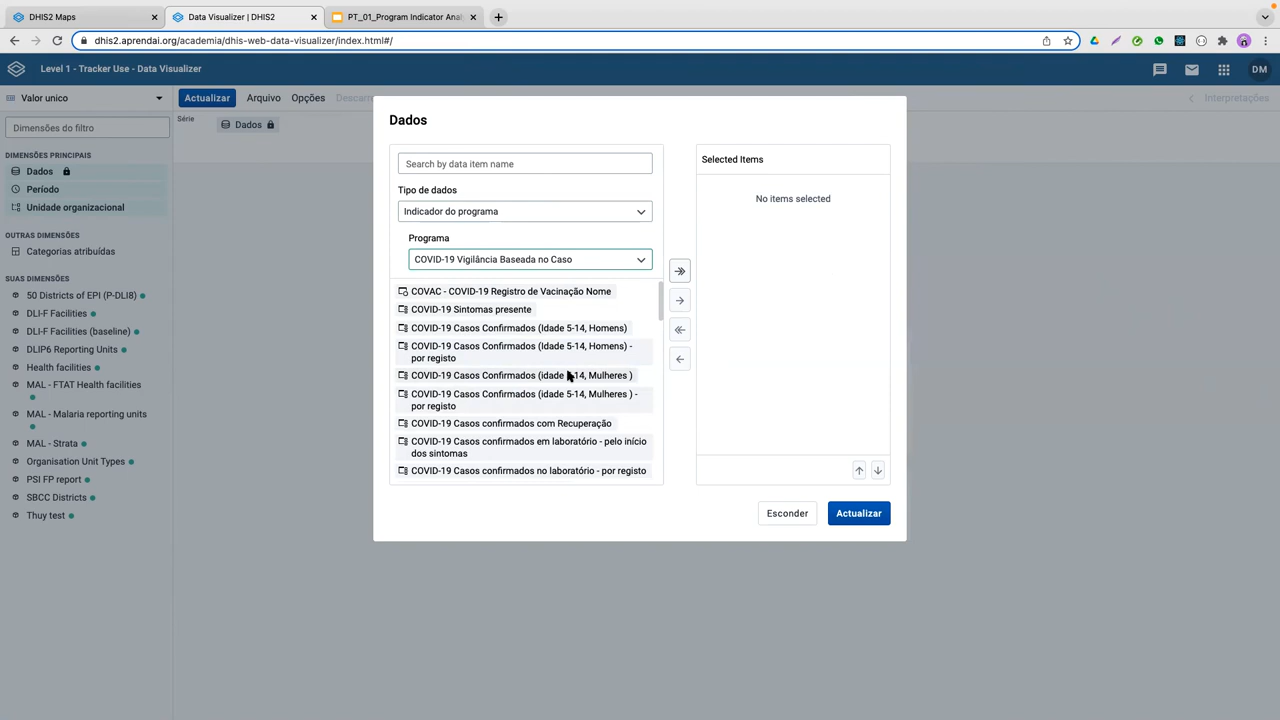 DHIS2 Maps
Data Visualizer | DHIS2
PT_01_Program Indicator Anal
dhis2.aprendai.org/academia/dhis-web-data-visualizer/index.html#/
Level 1 - Tracker Use - Data Visualizer
DM
Valor unico
Actualizar
Arquivo
Opções
Descarr
Interpretações
Dimensões do filtro
Série
Dados
DIMENSÕES PRINCIPAIS
Dados
Período
Unidade organizacional
OUTRAS DIMENSÕES
Categorias atribuídas
SUAS DIMENSÕES
50 Districts of EPI (P-DLI8)
DLI-F Facilities
DLI-F Facilities (baseline)
DLIP6 Reporting Units
Health facilities
MAL - FTAT Health facilities
MAL - Malaria reporting units
MAL - Strata
Organisation Unit Types
PSI FP report
SBCC Districts
Thuy test
Dados
Search by data item name
Tipo de dados
Indicador do programa
Programa
COVID-19 Vigilância Baseada no Caso
COVAC - COVID-19 Registro de Vacinação Nome
COVID-19 Sintomas presente
COVID-19 Casos Confirmados (Idade 5-14, Homens)
COVID-19 Casos Confirmados (Idade 5-14, Homens) -
por registo
COVID-19 Casos Confirmados (idade 5-14, Mulheres )
COVID-19 Casos Confirmados (idade 5-14, Mulheres ) -
por registo
COVID-19 Casos confirmados com Recuperação
COVID-19 Casos confirmados em laboratório - pelo início
dos sintomas
COVID-19 Casos confirmados no laboratório - por registo
Selected Items
No items selected
Esconder
Actualizar